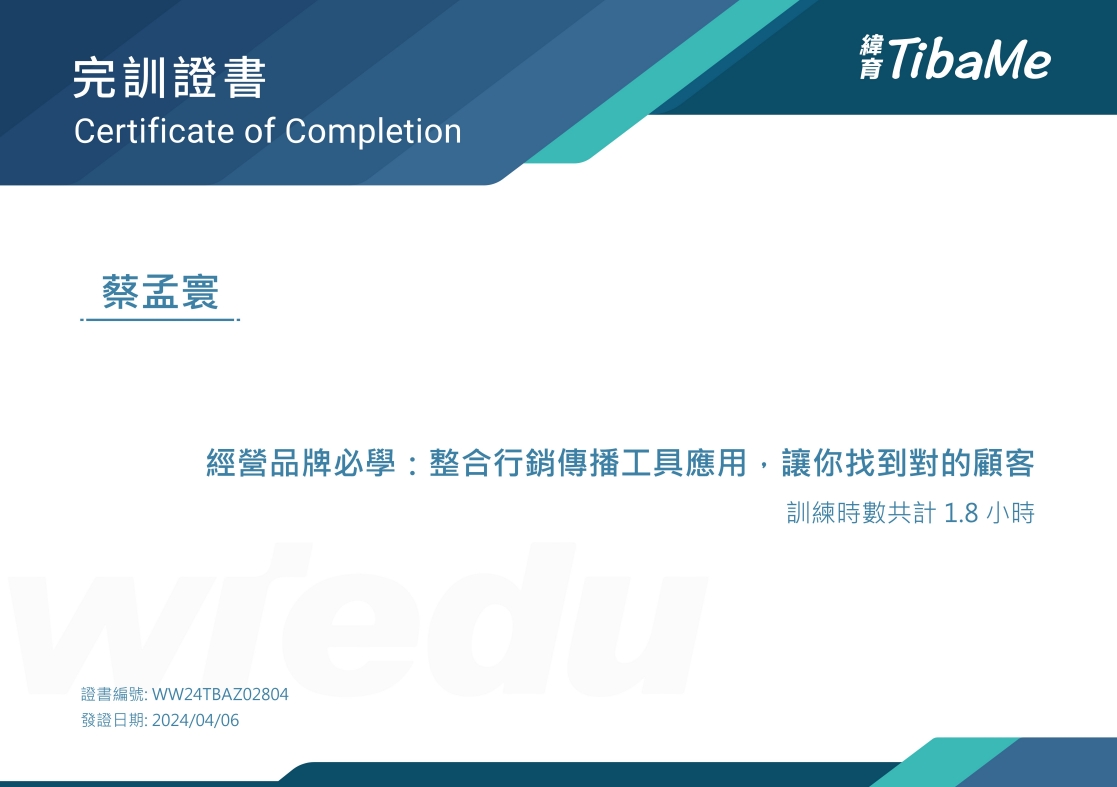 完訓證書
Certificate of Completion
緯育 TibaMe
蔡孟寰
經營品牌必學：整合行銷傳播工具應用，讓你找到對的顧客
訓練時數共計 1.8 小時
wiedu
證書編號: WW24TBAZ02804
發證日期: 2024/04/06